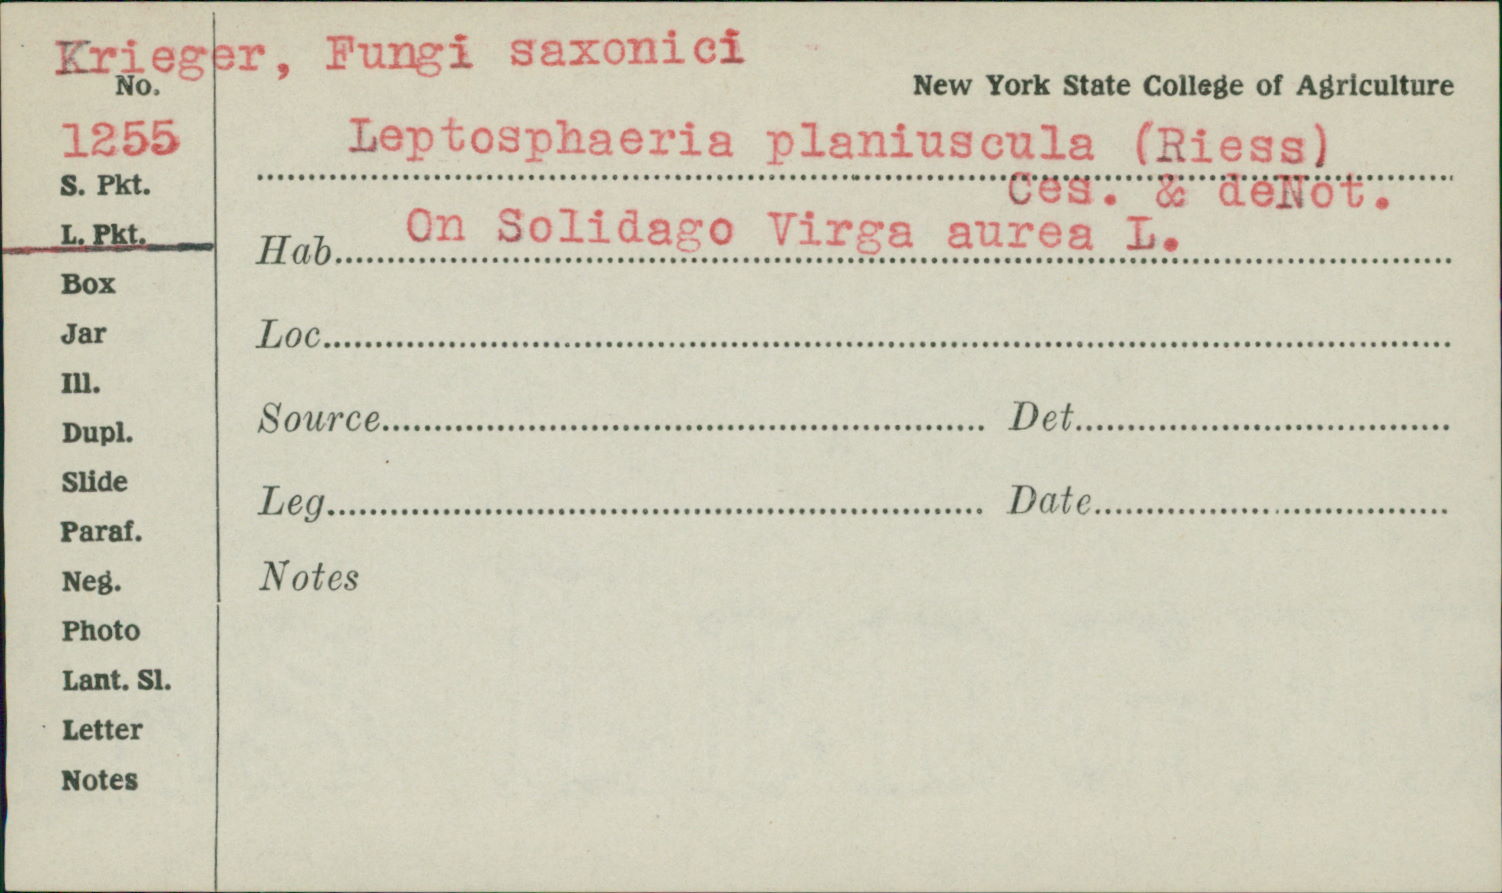 Krieger, Fungi saxonici
No.
New York State College of Agriculture
1255
Leptosphaeria planiuscula (Riess)
Ces. & deNot.
S. Pkt.
L. Pkt.
Hab. On Solidago Virga aurea L.
Box
Jar
Loc.
Ill.
Dupl.
Source Det.
Slide
Leg. Date
Paraf.
Neg.
Notes
Photo
Lant. Sl.
Letter
Notes